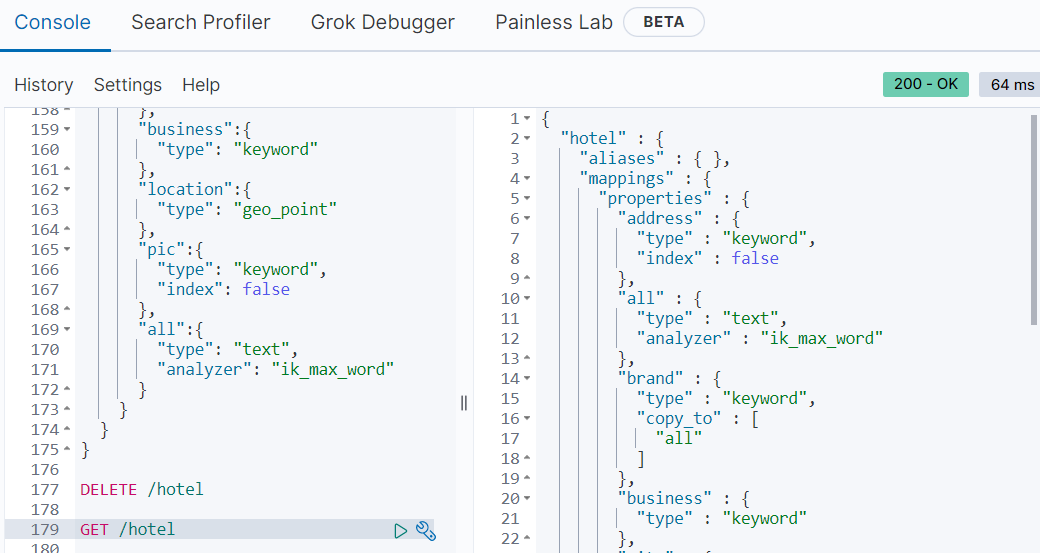 Console Search Profiler Grok Debugger Painless Lab BETA
History Settings Help 200 - OK 64 ms
158 },
159 "business":{
160 "type": "keyword"
161 },
162 "location":{
163 "type": "geo_point"
164 },
165 "pic":{
166 "type": "keyword",
167 "index": false
168 },
169 "all":{
170 "type": "text",
171 "analyzer": "ik_max_word"
172 }
173 }
174 }
175 }
176
177 DELETE /hotel
178
179 GET /hotel
180
1 {
2 "hotel" : {
3 "aliases" : { },
4 "mappings" : {
5 "properties" : {
6 "address" : {
7 "type" : "keyword",
8 "index" : false
9 },
10 "all" : {
11 "type" : "text",
12 "analyzer" : "ik_max_word"
13 },
14 "brand" : {
15 "type" : "keyword",
16 "copy_to" : [
17 "all"
18 ]
19 },
20 "business" : {
21 "type" : "keyword"
22 },